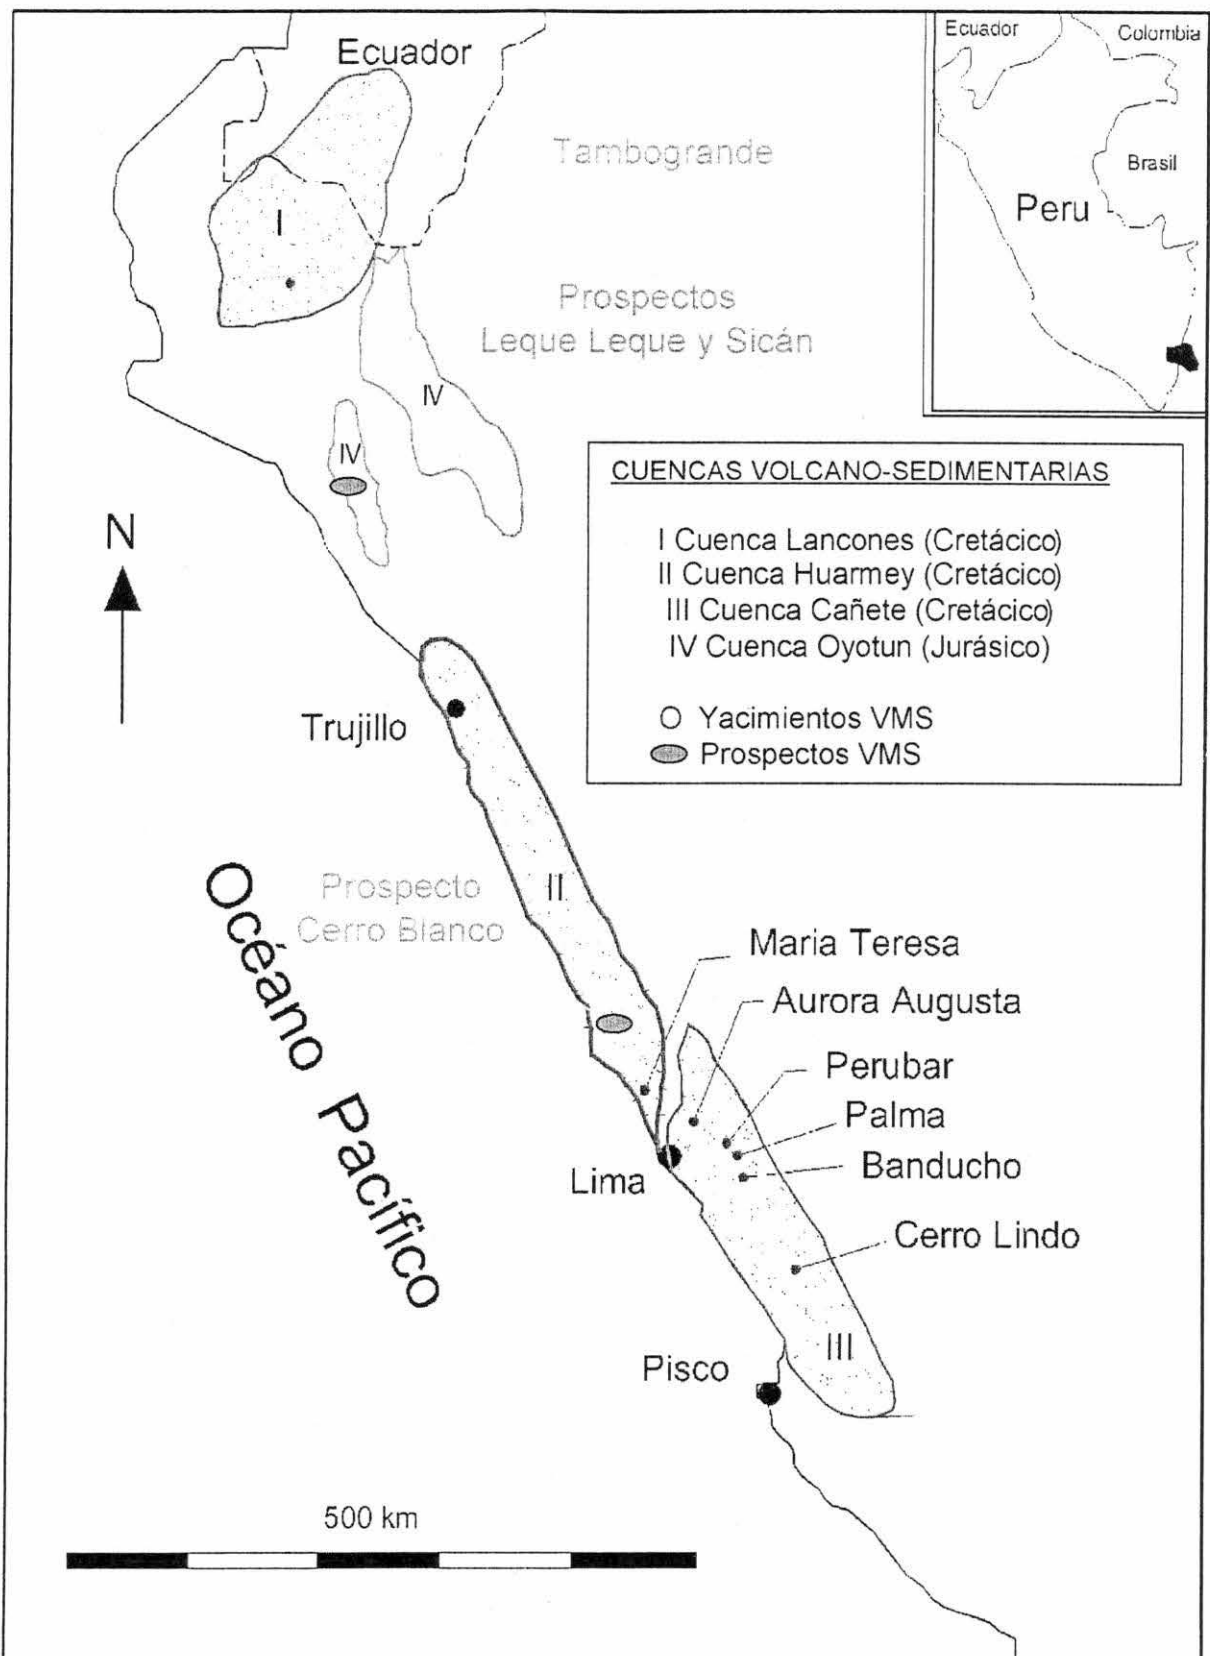 Ecuador
Tambogrande
I
Prospectos
Leque Leque y Sicán
IV
IV
Ecuador
Colombia
Brasil
Peru
CUENCAS VOLCANO-SEDIMENTARIAS
I Cuenca Lancones (Cretácico)
II Cuenca Huarmey (Cretácico)
III Cuenca Cañete (Cretácico)
IV Cuenca Oyotun (Jurásico)
Yacimientos VMS
Prospectos VMS
N
Trujillo
II
Prospecto
Cerro Blanco
Océano Pacífico
Maria Teresa
Aurora Augusta
Perubar
Palma
Banducho
Lima
Cerro Lindo
III
Pisco
500 km